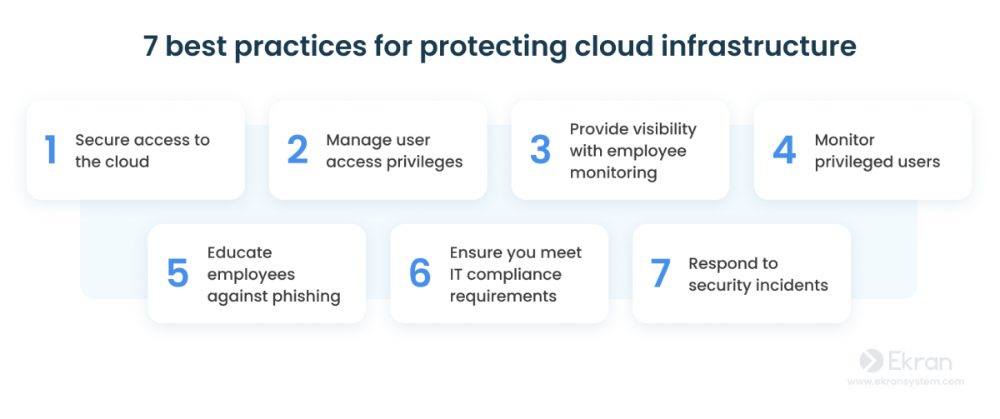 7 best practices for protecting cloud infrastructure
1
Secure access to
the cloud
2
Manage user
access privileges
3
Provide visibility
with employee
monitoring
4
Monitor
privileged users
5
Educate
employees
against phishing
6
Ensure you meet
IT compliance
requirements
7
Respond to
security incidents
Ekran
www.ekransystem.com